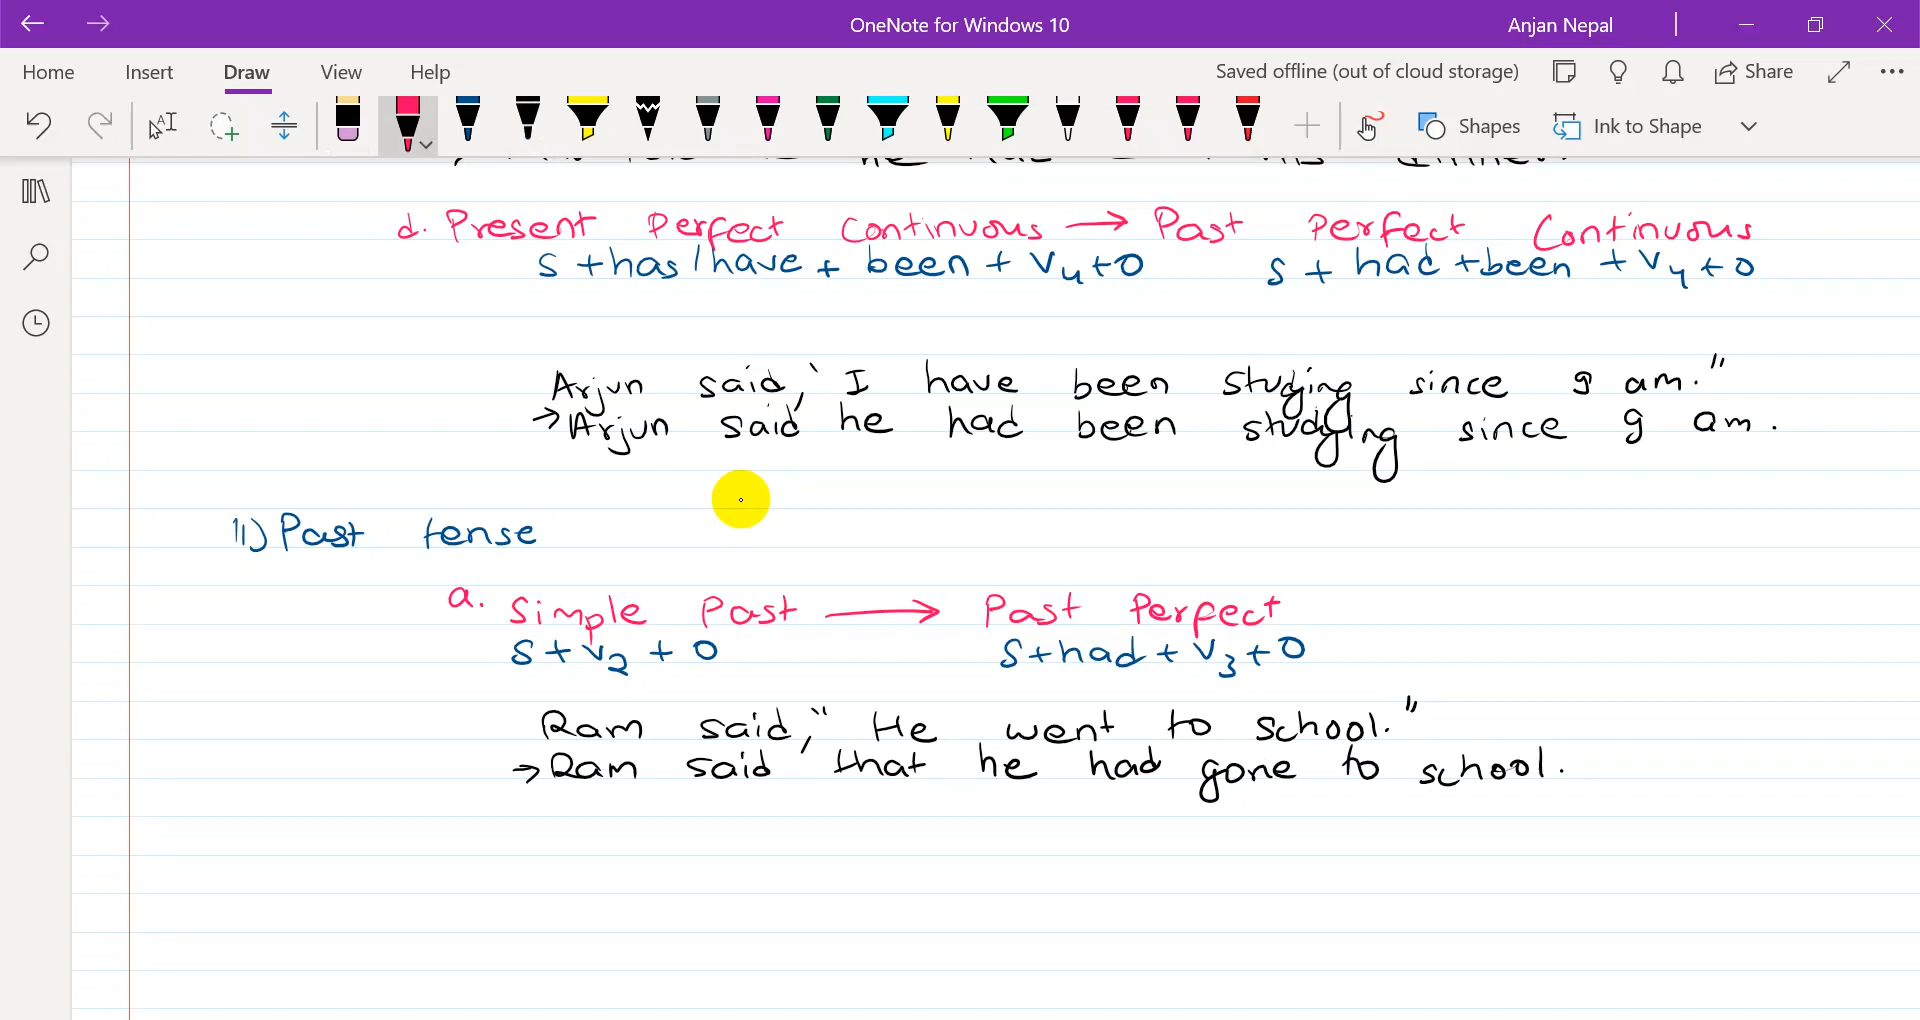 OneNote for Windows 10
Anjan Nepal
Home Insert Draw View Help
Saved offline (out of cloud storage)
Share
Shapes
Ink to Shape
he has his dinner.
d. Present Perfect Continuous → Past Perfect Continuous
S + has / have + been + V4 + O S + had + been + V4 + O
Arjun said, "I have been studying since 9 am."
→ Arjun said he had been studying since 9 am.
II) Past tense
a. Simple Past → Past Perfect
S + V2 + O S + had + V3 + O
Ram said, "He went to school."
→ Ram said that he had gone to school.